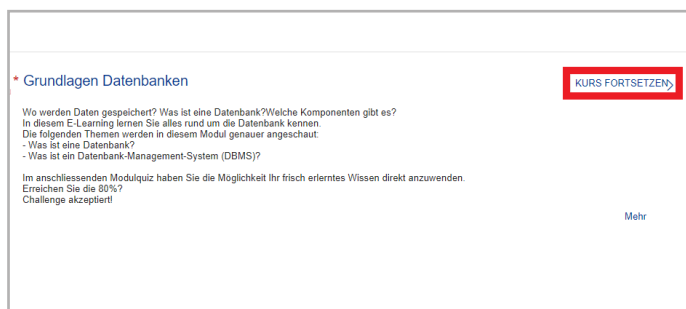 * Grundlagen Datenbanken
KURS FORTSETZEN
Wo werden Daten gespeichert? Was ist eine Datenbank?Welche Komponenten gibt es?
In diesem E-Learning lernen Sie alles rund um die Datenbank kennen.
Die folgenden Themen werden in diesem Modul genauer angeschaut:
- Was ist eine Datenbank?
- Was ist ein Datenbank-Management-System (DBMS)?
Im anschliessenden Modulquiz haben Sie die Möglichkeit Ihr frisch erlerntes Wissen direkt anzuwenden.
Erreichen Sie die 80%?
Challenge akzeptiert!
Mehr